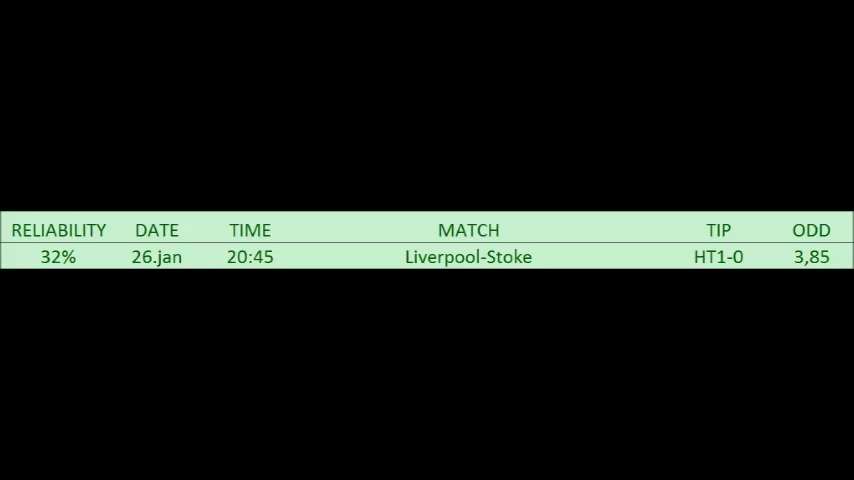 RELIABILITY DATE TIME MATCH TIP ODD
32% 26.jan 20:45 Liverpool-Stoke HT1-0 3,85